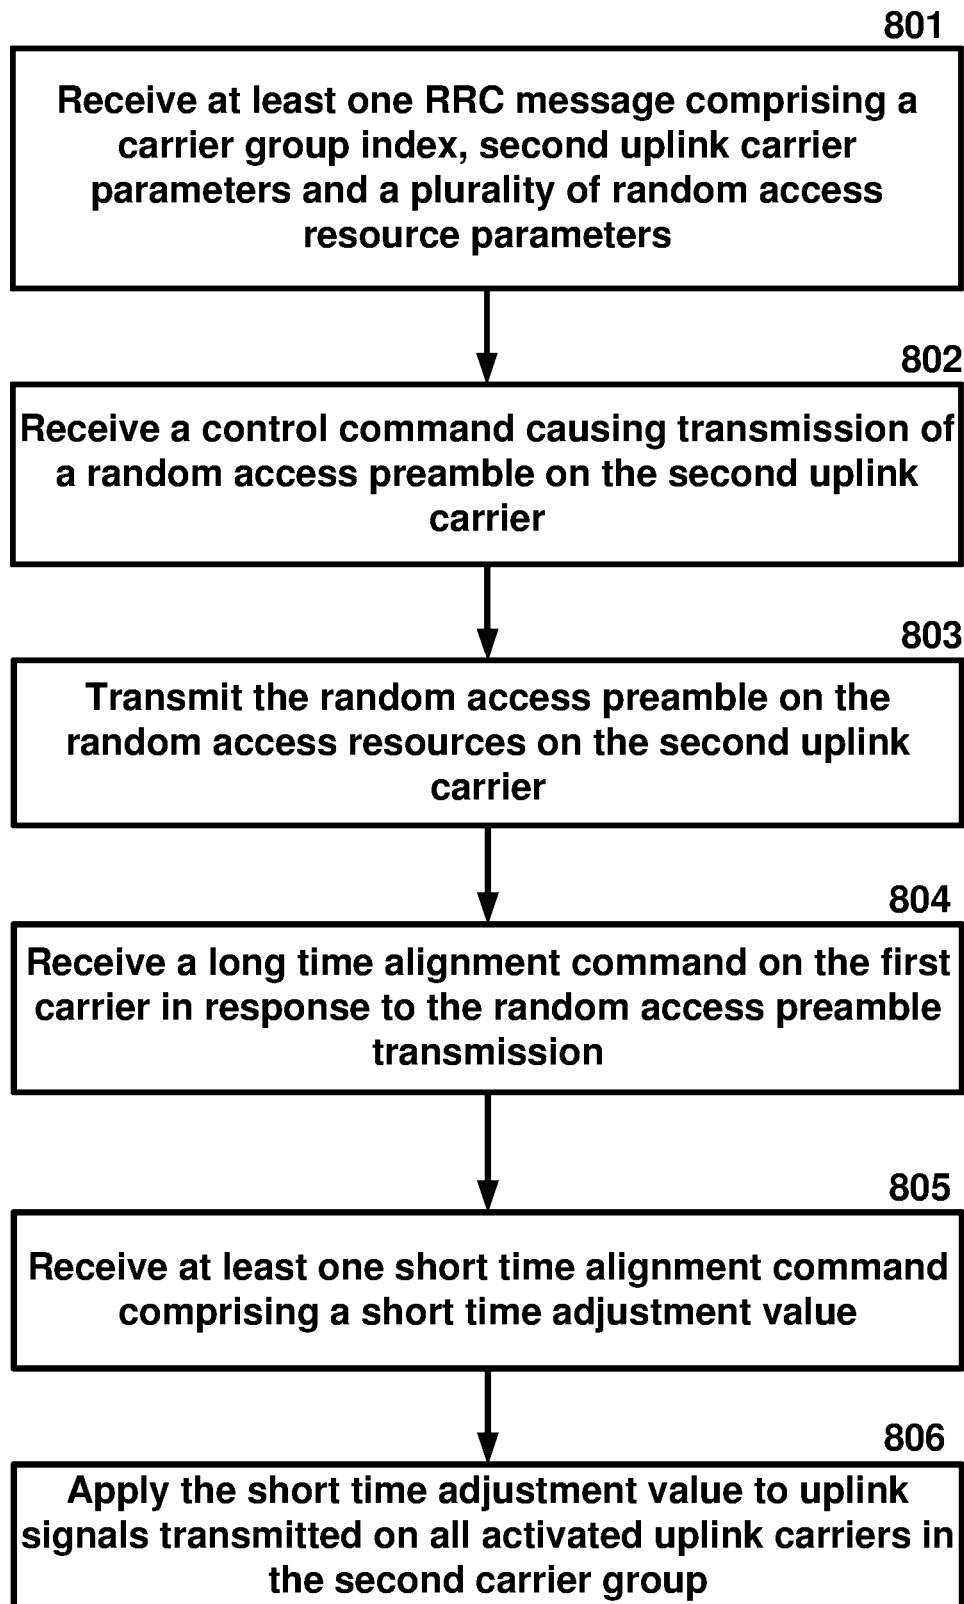 801
Receive at least one RRC message comprising a
carrier group index, second uplink carrier
parameters and a plurality of random access
resource parameters
802
Receive a control command causing transmission of
a random access preamble on the second uplink
carrier
803
Transmit the random access preamble on the
random access resources on the second uplink
carrier
804
Receive a long time alignment command on the first
carrier in response to the random access preamble
transmission
805
Receive at least one short time alignment command
comprising a short time adjustment value
806
Apply the short time adjustment value to uplink
signals transmitted on all activated uplink carriers in
the second carrier group